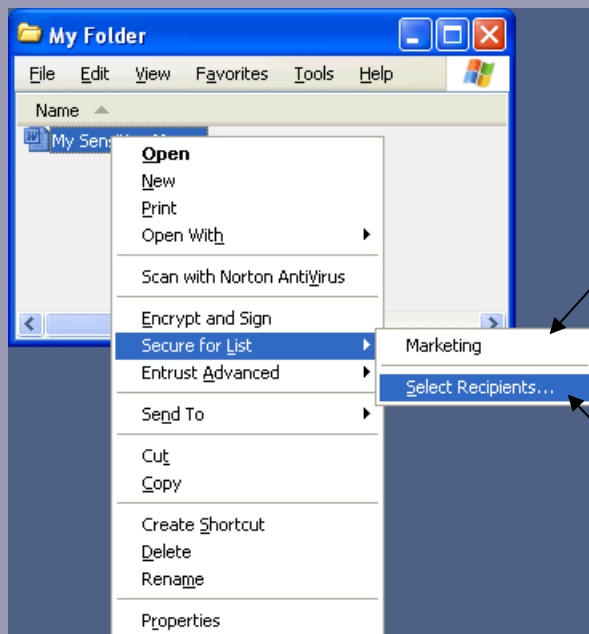 My Folder
File Edit View Favorites Tools Help
Name
My Sen
Open
New
Print
Open With
Scan with Norton AntiVirus
Encrypt and Sign
Secure for List
Marketing
Entrust Advanced
Select Recipients...
Send To
Cut
Copy
Create Shortcut
Delete
Rename
Properties